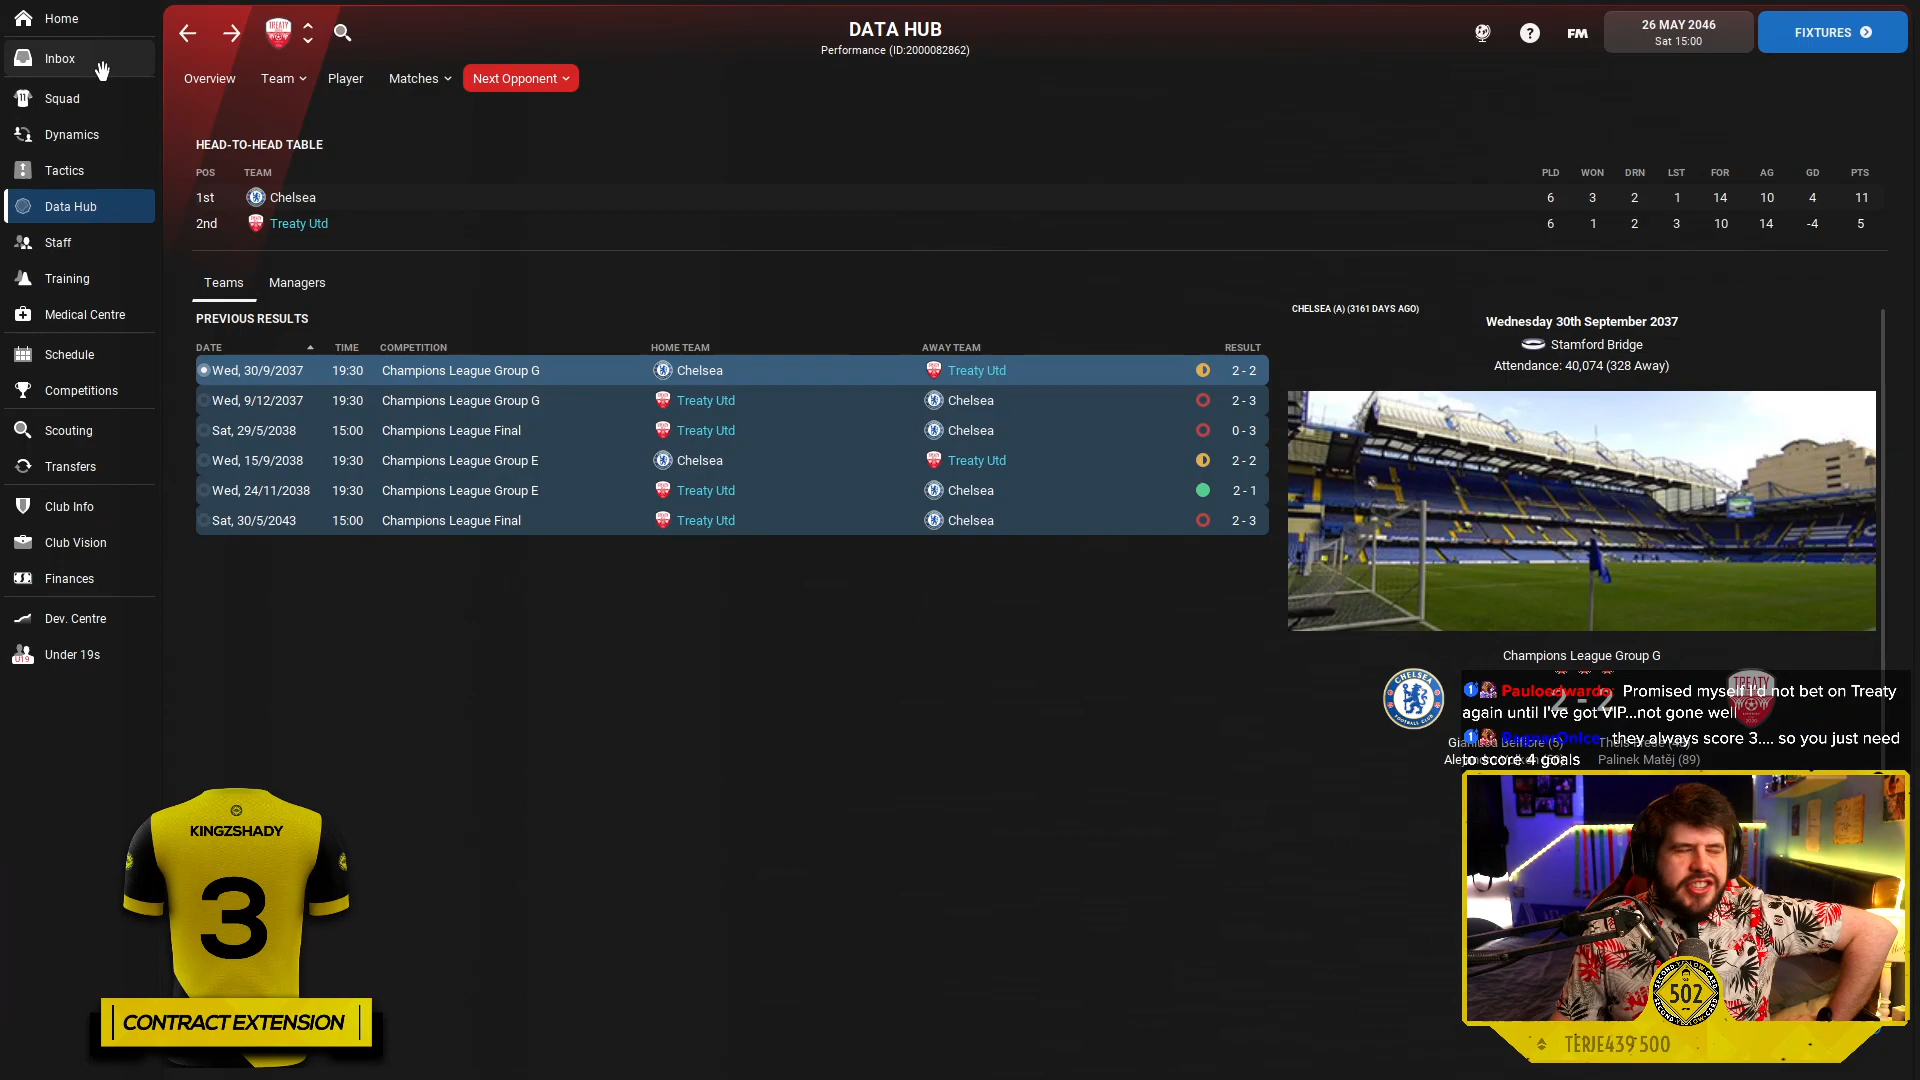 Home
Inbox
Squad
Dynamics
Tactics
Data Hub
Staff
Training
Medical Centre
Schedule
Competitions
Scouting
Transfers
Club Info
Club Vision
Finances
Dev. Centre
U19 Under 19s
DATA HUB
Performance (ID:2000082862)
FM
26 MAY 2046
Sat 15:00
FIXTURES
Overview Team Player Matches Next Opponent
HEAD-TO-HEAD TABLE
POS TEAM PLD WON DRN LST FOR AG GD PTS
1st Chelsea 6 3 2 1 14 10 4 11
2nd Treaty Utd 6 1 2 3 10 14 -4 5
Teams Managers
PREVIOUS RESULTS
DATE TIME COMPETITION HOME TEAM AWAY TEAM RESULT
Wed, 30/9/2037 19:30 Champions League Group G Chelsea Treaty Utd 2 - 2
Wed, 9/12/2037 19:30 Champions League Group G Treaty Utd Chelsea 2 - 3
Sat, 29/5/2038 15:00 Champions League Final Treaty Utd Chelsea 0 - 3
Wed, 15/9/2038 19:30 Champions League Group E Chelsea Treaty Utd 2 - 2
Wed, 24/11/2038 19:30 Champions League Group E Treaty Utd Chelsea 2 - 1
Sat, 30/5/2043 15:00 Champions League Final Treaty Utd Chelsea 2 - 3
CHELSEA (A) (3161 DAYS AGO)
Wednesday 30th September 2037
Stamford Bridge
Attendance: 40,074 (328 Away)
Champions League Group G
CHELSEA
FOOTBALL CLUB
TREATY
2 - 2
Pauloedwardo: Promised myself I'd not bet on Treaty
again until I've got VIP...not gone well
they always score 3.... so you just need
to score 4 goals
Palinek Matěj (89)
KINGZSHADY
3
CONTRACT EXTENSION
502
TERJE439 500